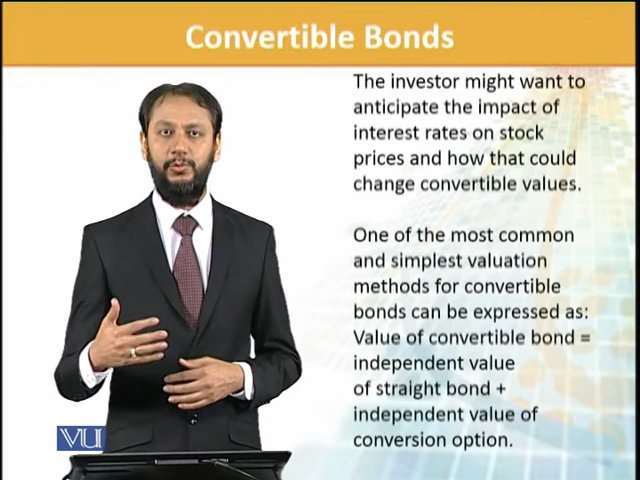 Convertible Bonds
The investor might want to
anticipate the impact of
interest rates on stock
prices and how that could
change convertible values.
One of the most common
and simplest valuation
methods for convertible
bonds can be expressed as:
Value of convertible bond =
independent value
of straight bond +
independent value of
conversion option.
VU